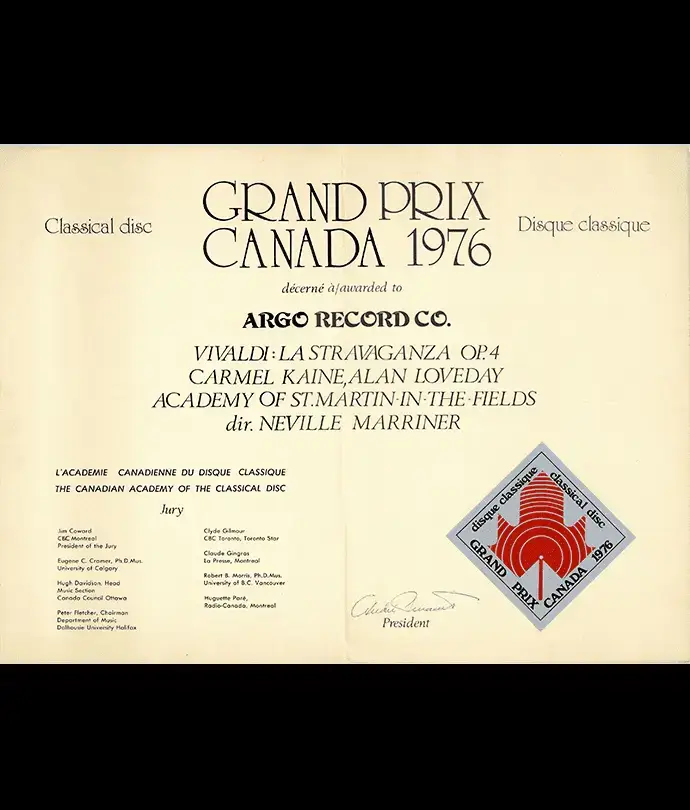 GRAND PRIX
CANADA 1976
Classical disc
Disque classique
décerné à/awarded to
ARGO RECORD CO.
VIVALDI: LA STRAVAGANZA OP.4
CARMEL KAINE, ALAN LOVEDAY
ACADEMY OF ST. MARTIN-IN-THE-FIELDS
dir. NEVILLE MARRINER
L'ACADEMIE CANADIENNE DU DISQUE CLASSIQUE
THE CANADIAN ACADEMY OF THE CLASSICAL DISC
Jury
Jim Coward
CBC Montreal
President of the Jury
Eugene C. Cramer, Ph.D.Mus.
University of Calgary
Hugh Davidson, Head
Music Section
Canada Council Ottawa
Peter Fletcher, Chairman
Department of Music
Dalhousie University Halifax
Clyde Gilmour
CBC Toronto, Toronto Star
Claude Gingras
La Presse, Montreal
Robert B. Morris, Ph.D.Mus.
University of B.C. Vancouver
Huguette Paré,
Radio-Canada, Montreal
President
disque classique
classical disc
GRAND PRIX CANADA 1976